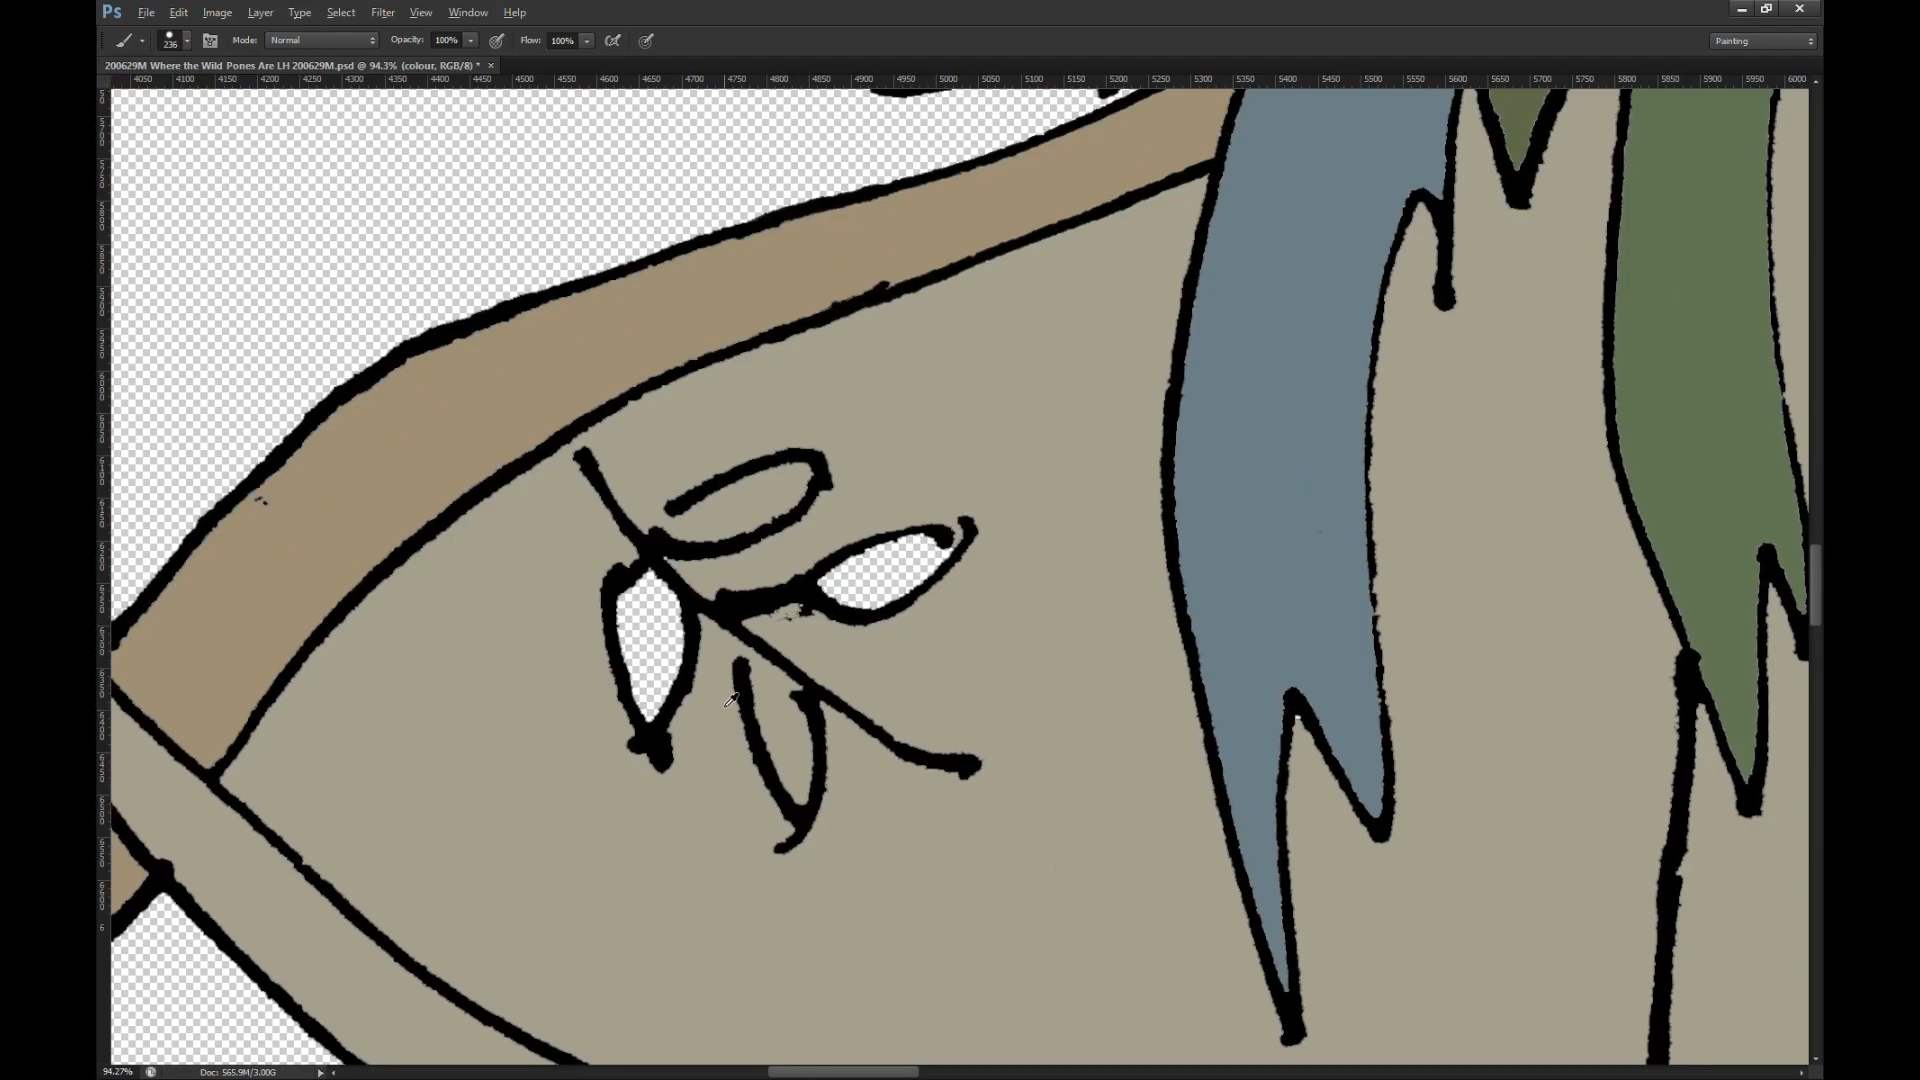 Ps File Edit Image Layer Type Select Filter View Window Help
236 Mode: Normal Opacity: 100% Flow: 100% Painting
200629M Where the Wild Pones Are LH 200629M.psd @ 94.3% (colour, RGB/8) * ×
4050 4100 4150 4200 4250 4300 4350 4400 4450 4500 4550 4600 4650 4700 4750 4800 4850 4900 4950 5000 5050 5100 5150 5200 5250 5300 5350 5400 5450 5500 5550 5600 5650 5700 5750 5800 5850 5900 5950 6000
94.27% Doc: 565.9M/3.00G